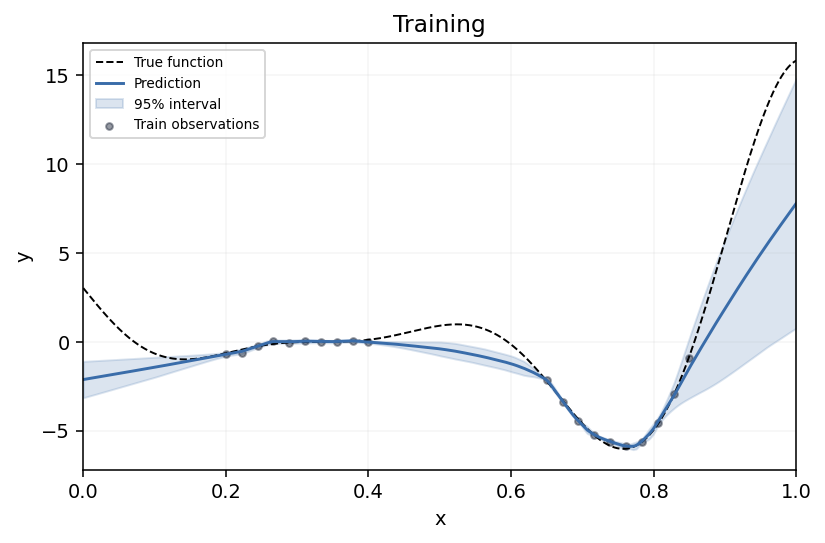 Training
True function
Prediction
95% interval
Train observations
15
10
5
0
−5
y
0.0 0.2 0.4 0.6 0.8 1.0
x